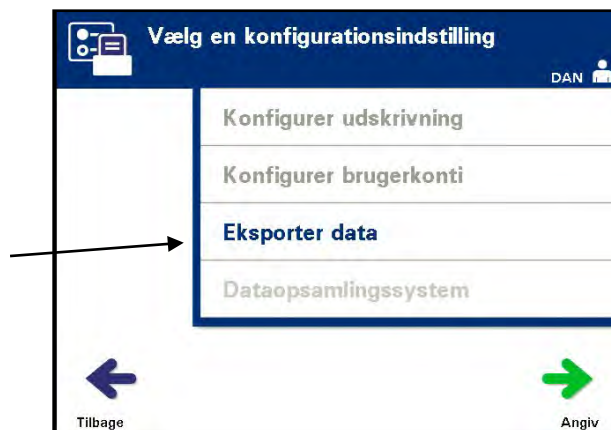 Vælg en konfigurationsindstilling
DAN
Konfigurer udskrivning
Konfigurer brugerkonti
Eksporter data
Dataopsamlingssystem
Tilbage
Angiv